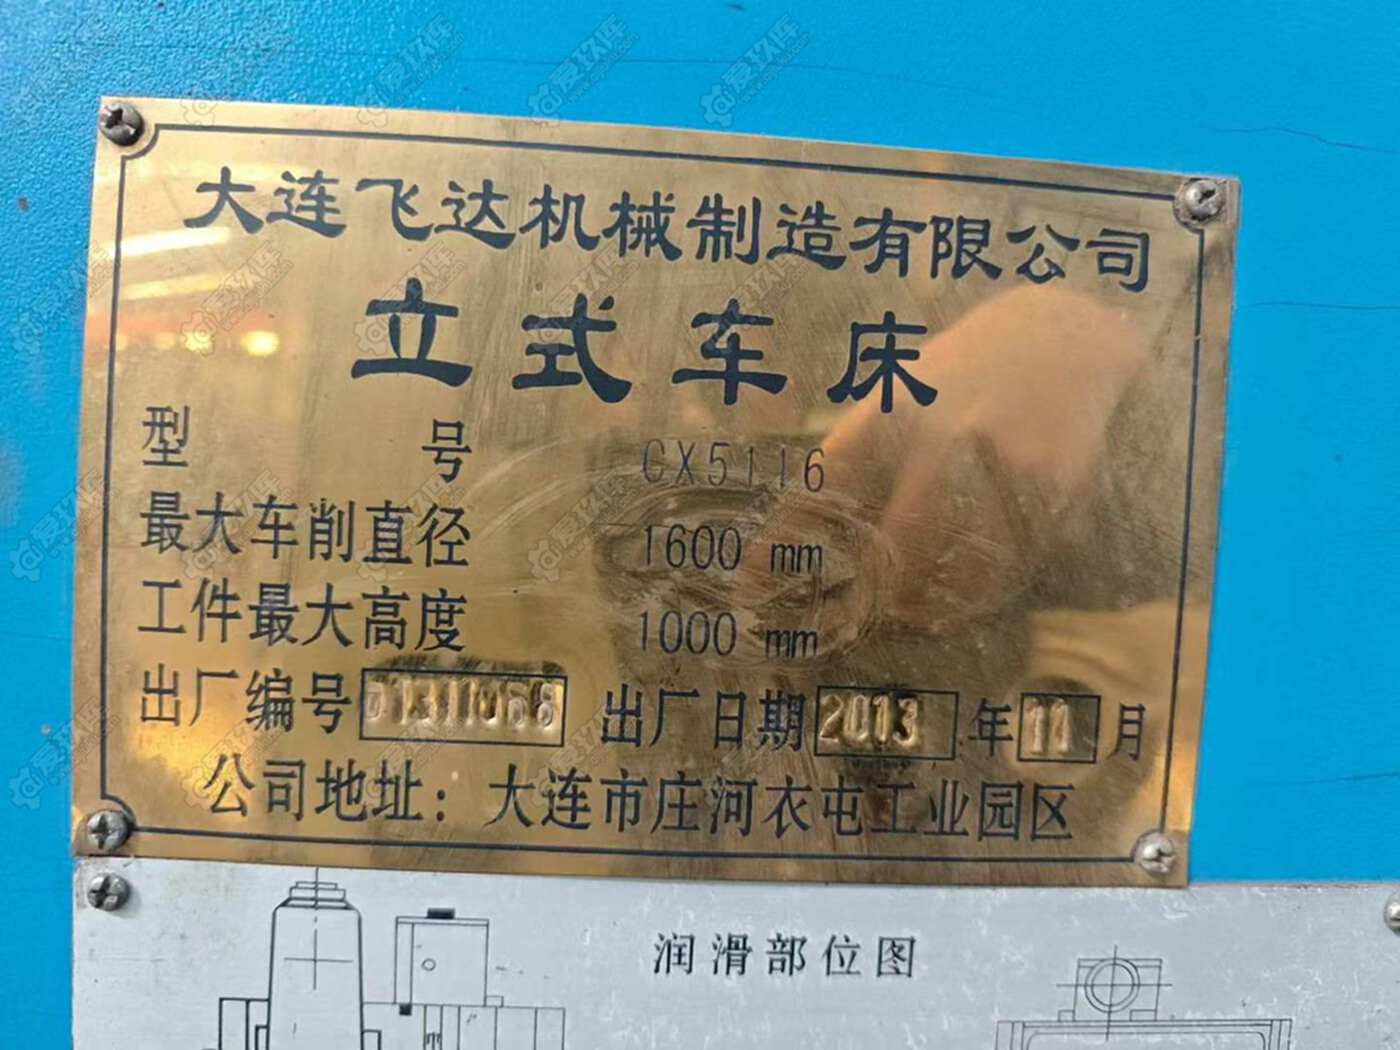 大连飞达机械制造有限公司
立式车床
型号 CX5116
最大车削直径 1600 mm
工件最大高度 1000 mm
出厂编号 出厂日期 2013 年 11 月
公司地址：大连市庄河衣屯工业园区
润滑部位图